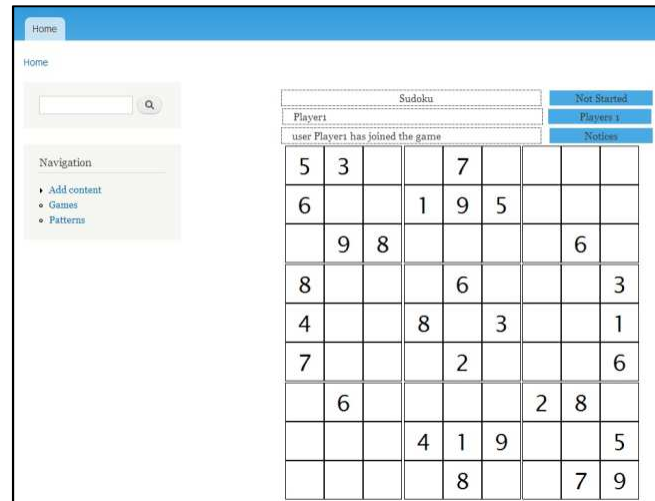 Home
Home
Sudoku Not Started
Player1 Players 1
user Player1 has joined the game Notices
Navigation
Add content
Games
Patterns
5 3 7
6 1 9 5
9 8 6
8 6 3
4 8 3 1
7 2 6
6 2 8
4 1 9 5
8 7 9